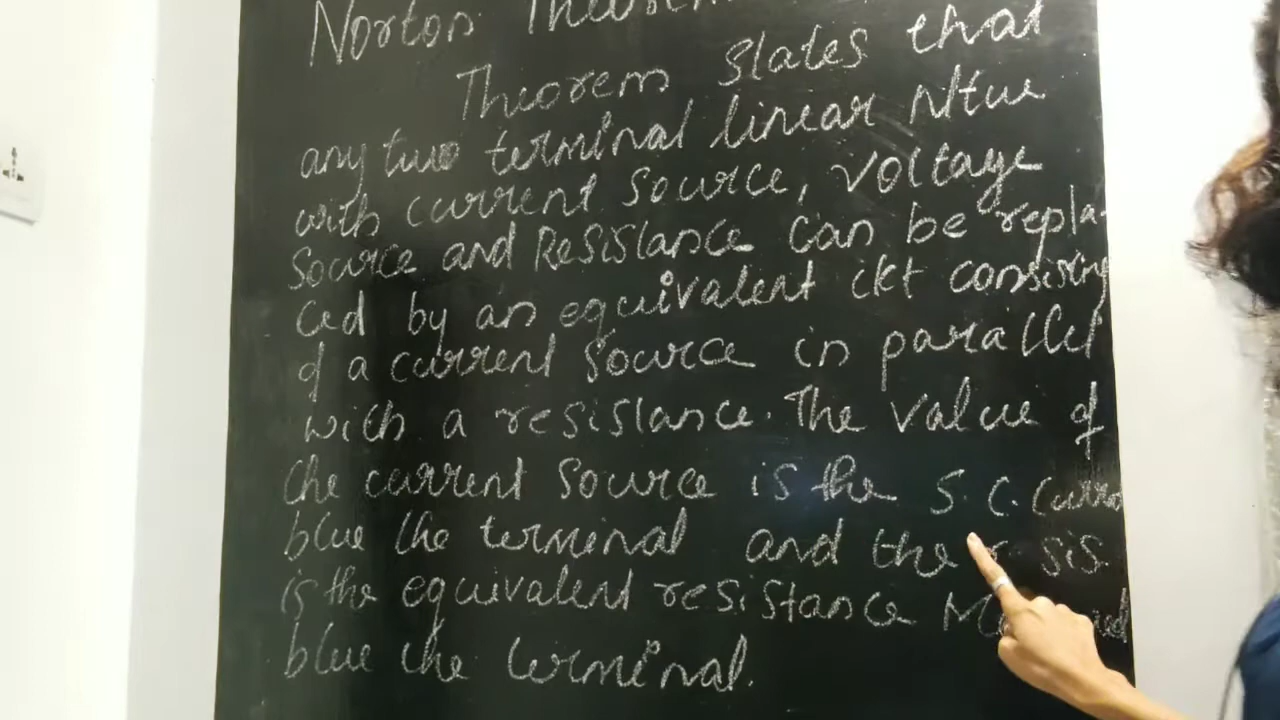 Norton Theorem
Theorem States that
any two terminal linear Ntw
with current Source, Voltage
Source and Resistance can be repla-
ced by an equivalent ckt consising
of a current Source in parallel
with a resistance. The value of
the current Source is the S.C. Curre
b/w the terminal and the resis.
is the equivalent resistance
b/w the terminal.